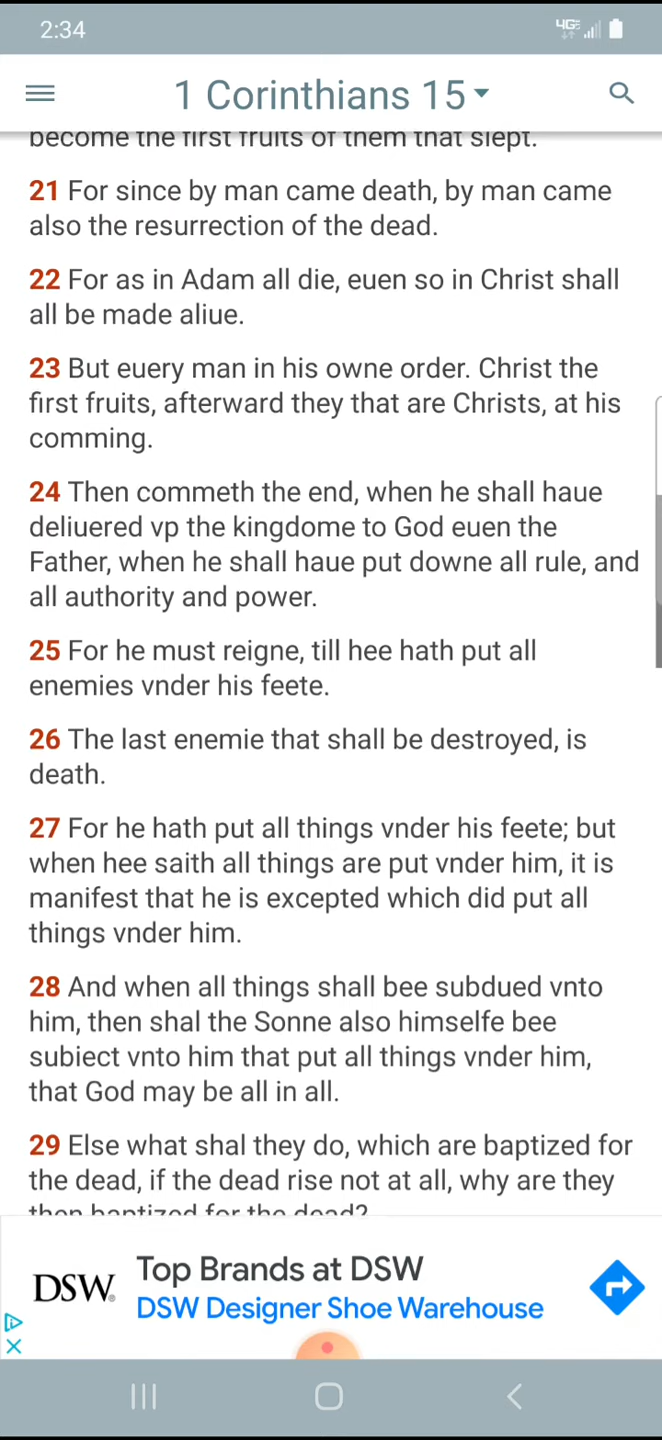 2:34
4GE
1 Corinthians 15
become the first fruits of them that slept.
21 For since by man came death, by man came
also the resurrection of the dead.
22 For as in Adam all die, euen so in Christ shall
all be made aliue.
23 But euery man in his owne order. Christ the
first fruits, afterward they that are Christs, at his
comming.
24 Then commeth the end, when he shall haue
deliuered vp the kingdome to God euen the
Father, when he shall haue put downe all rule, and
all authority and power.
25 For he must reigne, till hee hath put all
enemies vnder his feete.
26 The last enemie that shall be destroyed, is
death.
27 For he hath put all things vnder his feete; but
when hee saith all things are put vnder him, it is
manifest that he is excepted which did put all
things vnder him.
28 And when all things shall bee subdued vnto
him, then shal the Sonne also himselfe bee
subiect vnto him that put all things vnder him,
that God may be all in all.
29 Else what shal they do, which are baptized for
the dead, if the dead rise not at all, why are they
then baptized for the dead?
DSW
Top Brands at DSW
DSW Designer Shoe Warehouse